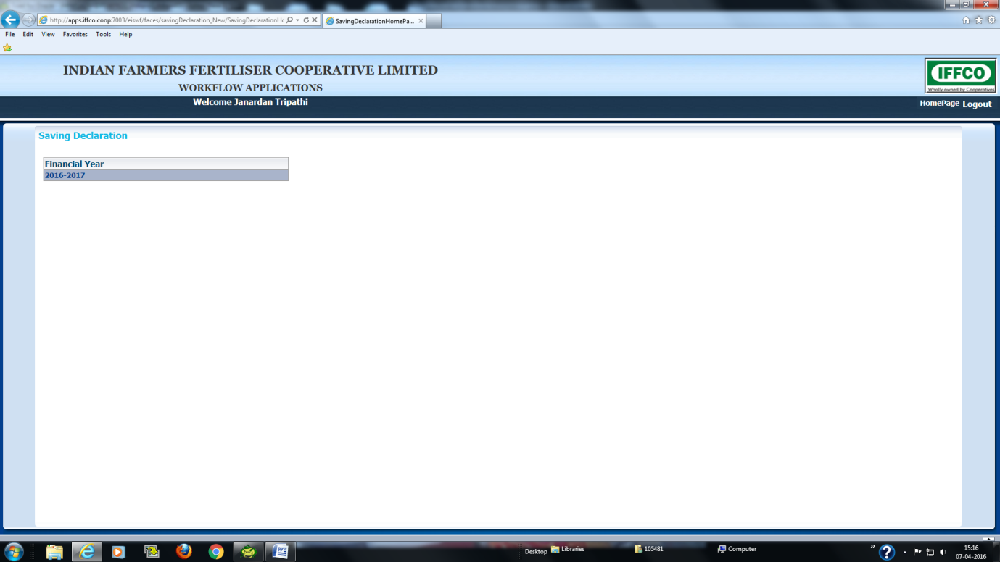 http://apps.iffco.coop:7003/eiswf/faces/savingDeclaration_New/SavingDeclarationHo
SavingDeclarationHomePa...
File Edit View Favorites Tools Help
INDIAN FARMERS FERTILISER COOPERATIVE LIMITED
WORKFLOW APPLICATIONS
IFFCO
Wholly owned by Cooperatives
Welcome Janardan Tripathi
HomePage Logout
Saving Declaration
Financial Year
2016-2017
Desktop Libraries 105481 Computer
15:16
07-04-2016